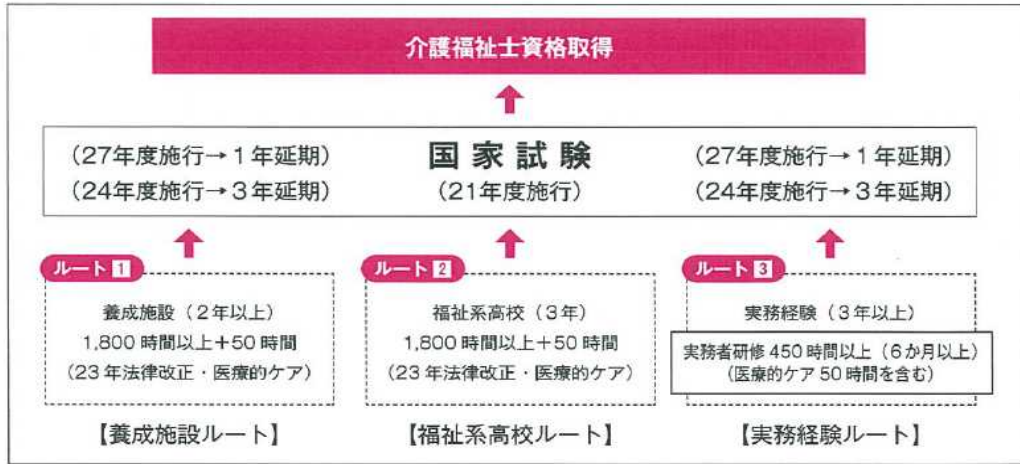 介護福祉士資格取得
(27年度施行→1年延期)
(24年度施行→3年延期)
国家試験
(21年度施行)
(27年度施行→1年延期)
(24年度施行→3年延期)
ルート1
養成施設（2年以上）
1,800時間以上＋50時間
(23年法律改正・医療的ケア)
【養成施設ルート】
ルート2
福祉系高校（3年）
1,800時間以上＋50時間
(23年法律改正・医療的ケア)
【福祉系高校ルート】
ルート3
実務経験（3年以上）
実務者研修450時間以上（6か月以上）
(医療的ケア50時間を含む)
【実務経験ルート】